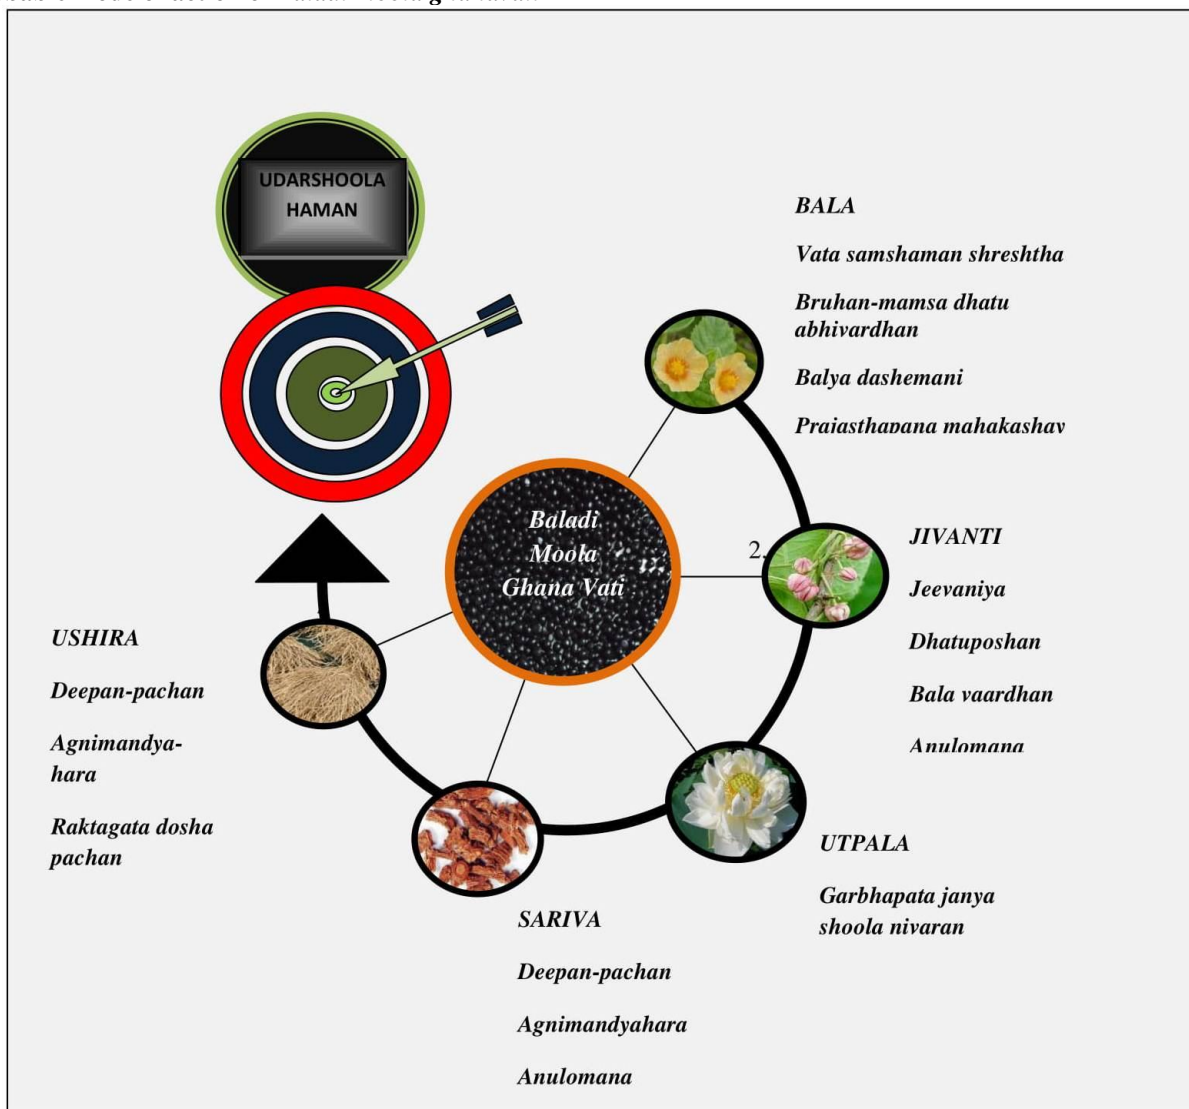 UDARSHOOLA
HAMAN
BALA
Vata samshaman shreshtha
Bruhan-mamsa dhatu
abhivardhan
Balya dashemani
Prajasthapana mahakashay
Baladi
Moola
Ghana Vati
2.
JIVANTI
Jeevaniya
Dhatuposhan
Bala vaardhan
Anulomana
USHIRA
Deepan-pachan
Agnimandya-
hara
Raktagata dosha
pachan
UTPALA
Garbhapata janya
shoola nivaran
SARIVA
Deepan-pachan
Agnimandyahara
Anulomana